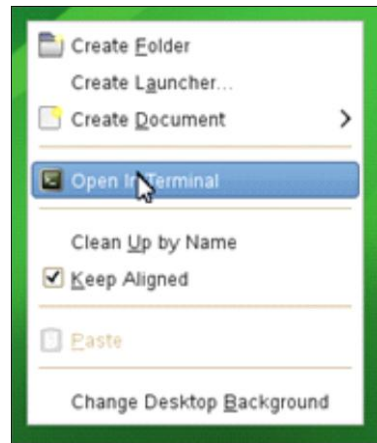 Create Folder
Create Launcher...
Create Document
Open In Terminal
Clean Up by Name
Keep Aligned
Paste
Change Desktop Background